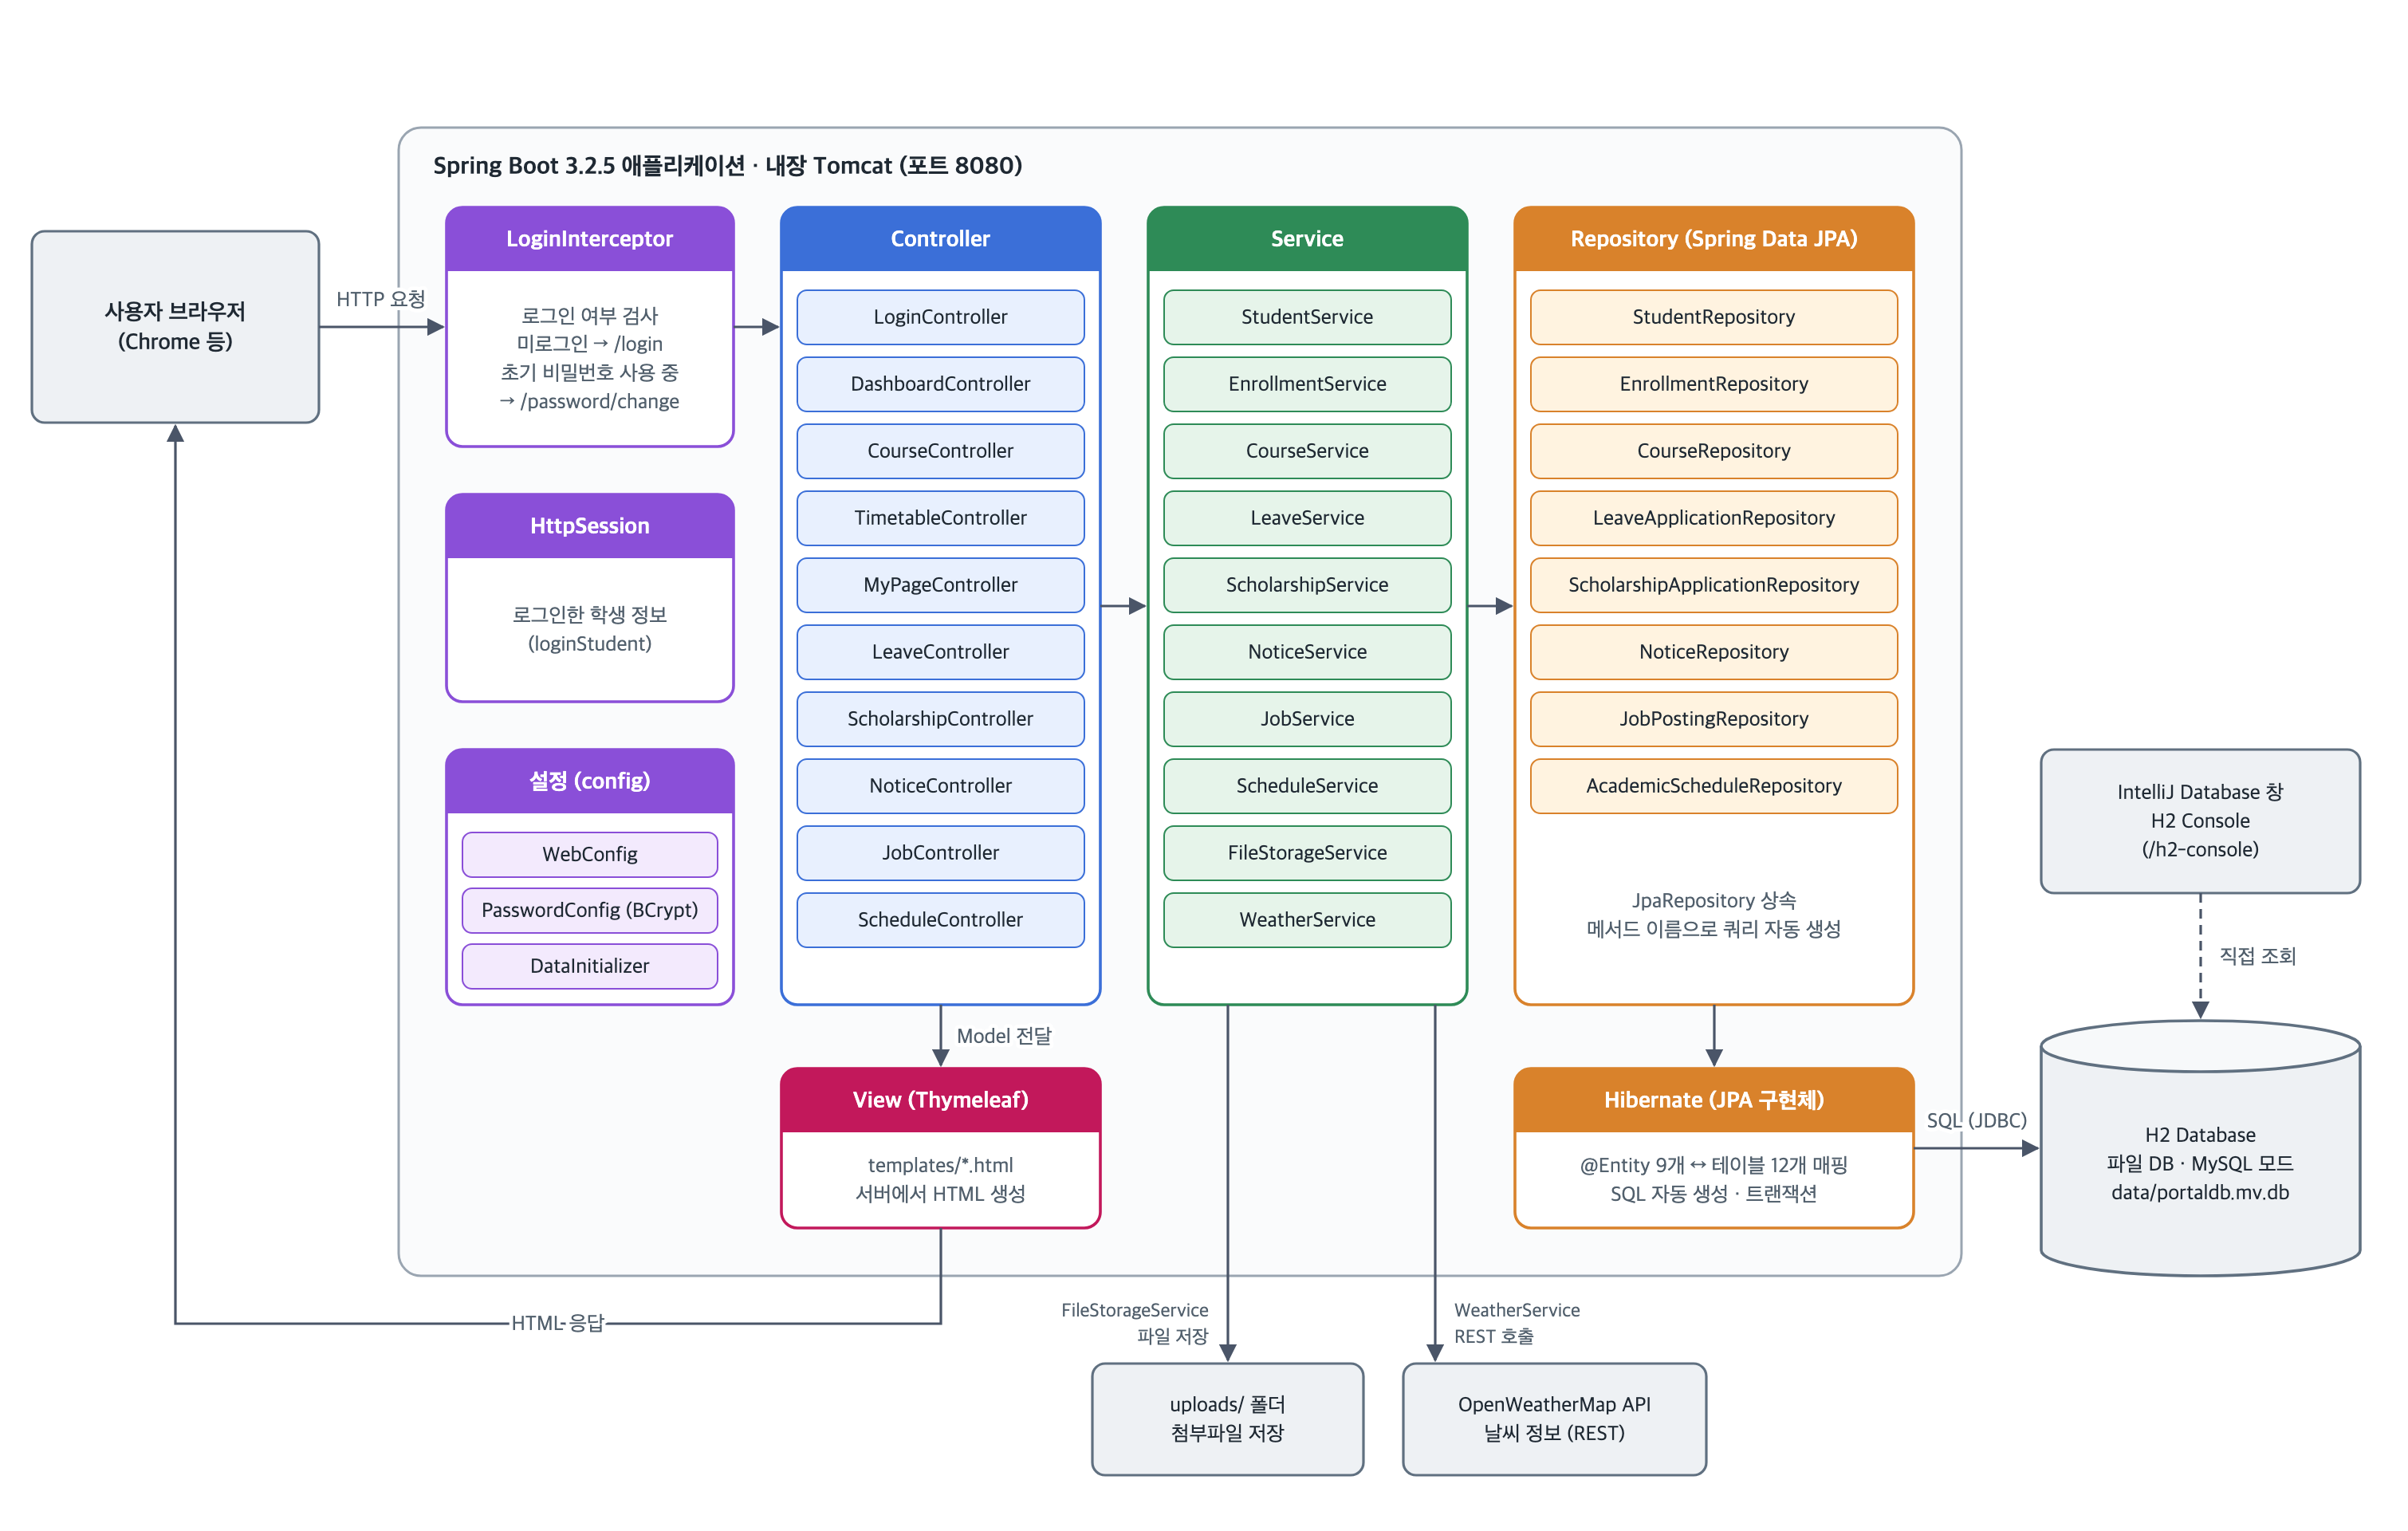 Spring Boot 3.2.5 애플리케이션 · 내장 Tomcat (포트 8080)
사용자 브라우저
(Chrome 등)
HTTP 요청
LoginInterceptor
로그인 여부 검사
미로그인 → /login
초기 비밀번호 사용 중
→ /password/change
HttpSession
로그인한 학생 정보
(loginStudent)
설정 (config)
WebConfig
PasswordConfig (BCrypt)
DataInitializer
Controller
LoginController
DashboardController
CourseController
TimetableController
MyPageController
LeaveController
ScholarshipController
NoticeController
JobController
ScheduleController
Service
StudentService
EnrollmentService
CourseService
LeaveService
ScholarshipService
NoticeService
JobService
ScheduleService
FileStorageService
WeatherService
Repository (Spring Data JPA)
StudentRepository
EnrollmentRepository
CourseRepository
LeaveApplicationRepository
ScholarshipApplicationRepository
NoticeRepository
JobPostingRepository
AcademicScheduleRepository
JpaRepository 상속
메서드 이름으로 쿼리 자동 생성
IntelliJ Database 창
H2 Console
(/h2-console)
직접 조회
Model 전달
View (Thymeleaf)
templates/*.html
서버에서 HTML 생성
Hibernate (JPA 구현체)
@Entity 9개 ↔ 테이블 12개 매핑
SQL 자동 생성 · 트랜잭션
SQL (JDBC)
H2 Database
파일 DB · MySQL 모드
data/portaldb.mv.db
HTML 응답
FileStorageService
파일 저장
WeatherService
REST 호출
uploads/ 폴더
첨부파일 저장
OpenWeatherMap API
날씨 정보 (REST)